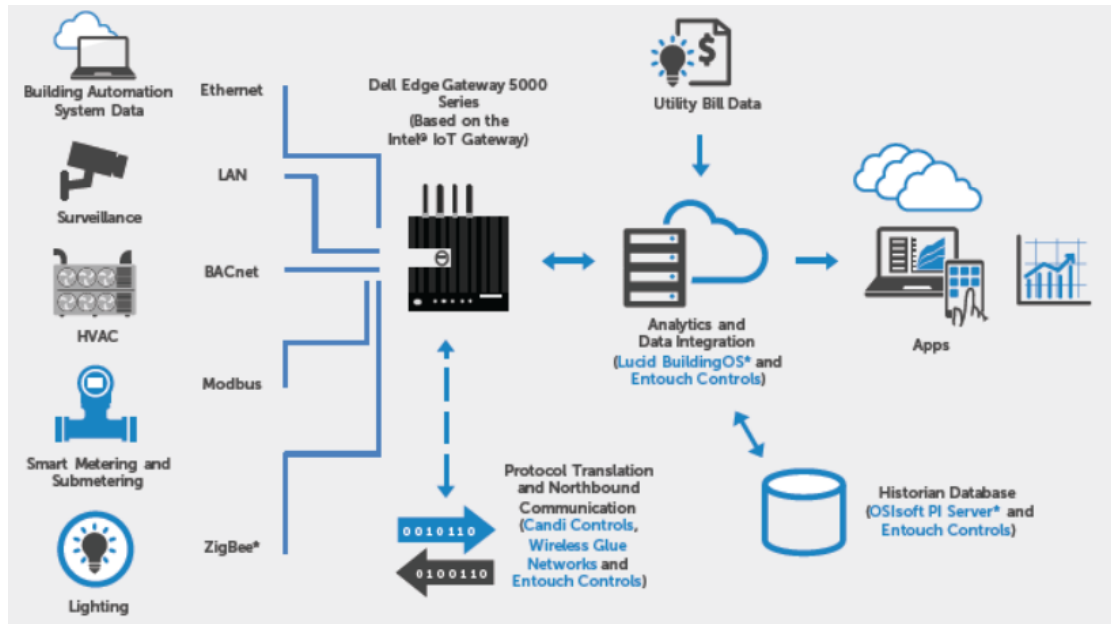 Building Automation
System Data
Surveillance
HVAC
Smart Metering and
Submetering
Lighting
Ethernet
LAN
BACnet
Modbus
ZigBee*
Dell Edge Gateway 5000
Series
(Based on the
Intel® IoT Gateway)
Protocol Translation
and Northbound
Communication
(Candi Controls,
Wireless Glue
Networks and
Entouch Controls)
0010110
0100110
$
Utility Bill Data
Analytics and
Data Integration
(Lucid BuildingOS* and
Entouch Controls)
Apps
Historian Database
(OSIsoft PI Server* and
Entouch Controls)